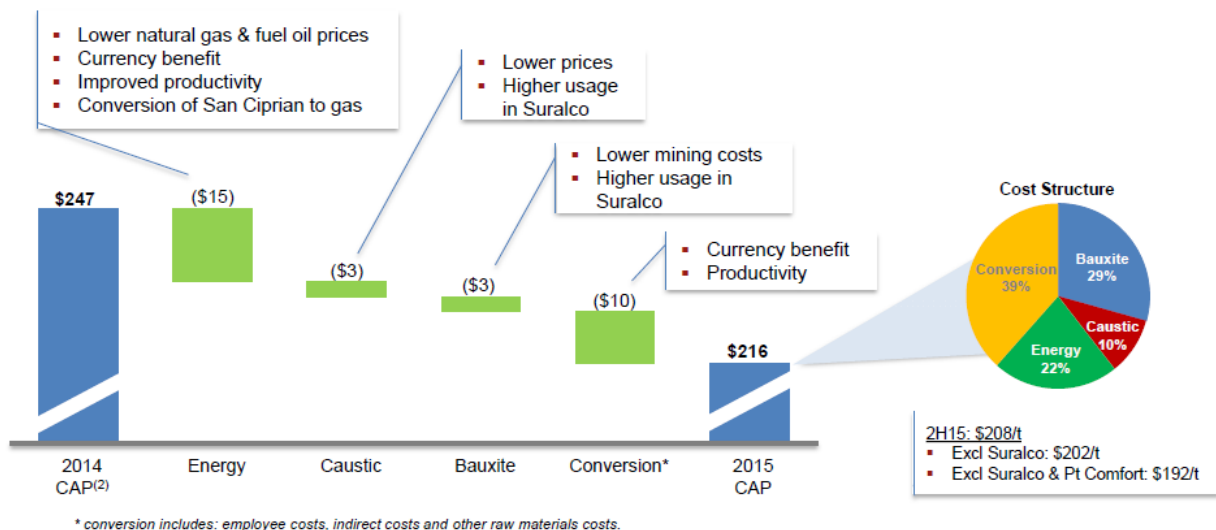 ▪ Lower natural gas & fuel oil prices
▪ Currency benefit
▪ Improved productivity
▪ Conversion of San Ciprian to gas
▪ Lower prices
▪ Higher usage
in Suralco
▪ Lower mining costs
▪ Higher usage in
Suralco
▪ Currency benefit
▪ Productivity
$247
($15)
($3)
($3)
($10)
$216
2014
CAP(2)
Energy
Caustic
Bauxite
Conversion*
2015
CAP
Cost Structure
Conversion
39%
Bauxite
29%
Caustic
10%
Energy
22%
2H15: $208/t
▪ Excl Suralco: $202/t
▪ Excl Suralco & Pt Comfort: $192/t
* conversion includes: employee costs, indirect costs and other raw materials costs.